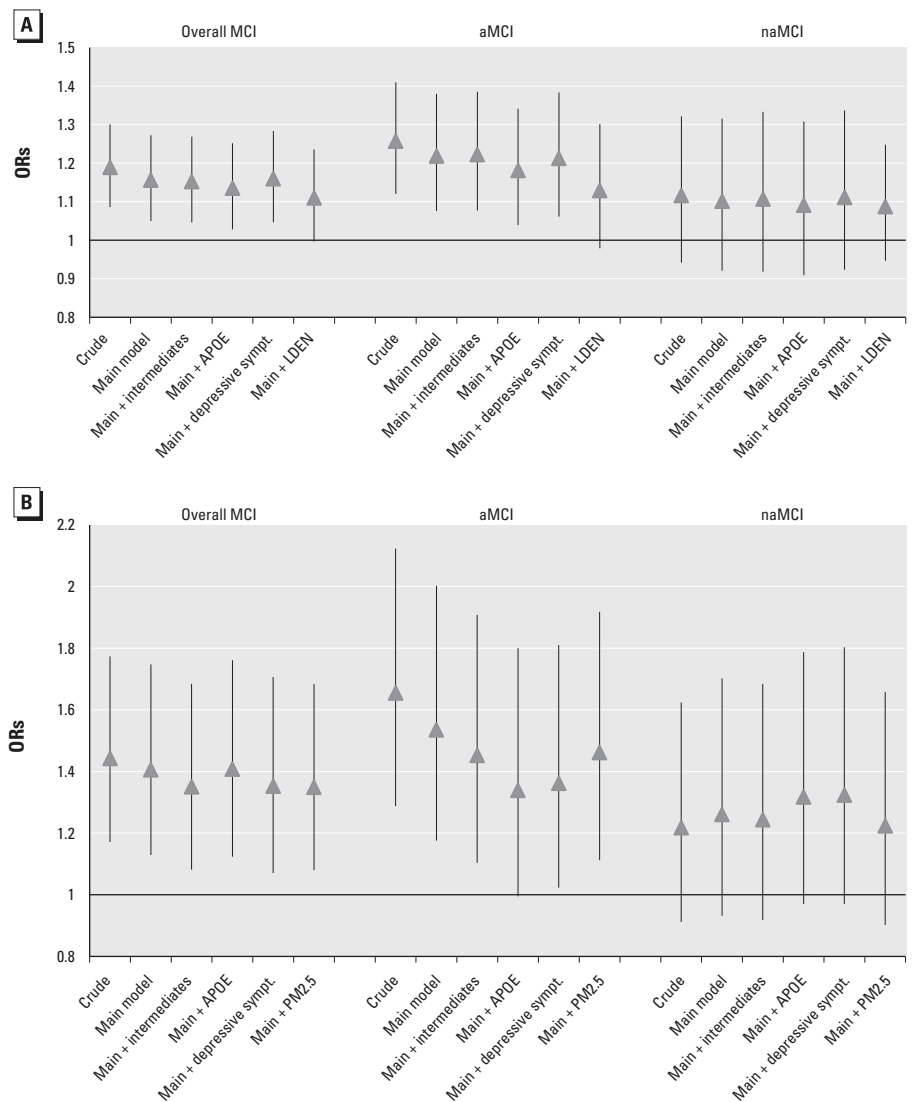 A
Overall MCI aMCI naMCI
1.5
1.4
1.3
1.2
1.1
1
0.9
0.8
ORs
Crude
Main model
Main + intermediates
Main + APOE
Main + depressive sympt.
Main + LDEN
Crude
Main model
Main + intermediates
Main + APOE
Main + depressive sympt.
Main + LDEN
Crude
Main model
Main + intermediates
Main + APOE
Main + depressive sympt.
Main + LDEN
B
Overall MCI aMCI naMCI
2.2
2
1.8
1.6
1.4
1.2
1
0.8
ORs
Crude
Main model
Main + intermediates
Main + APOE
Main + depressive sympt.
Main + PM2.5
Crude
Main model
Main + intermediates
Main + APOE
Main + depressive sympt.
Main + PM2.5
Crude
Main model
Main + intermediates
Main + APOE
Main + depressive sympt.
Main + PM2.5